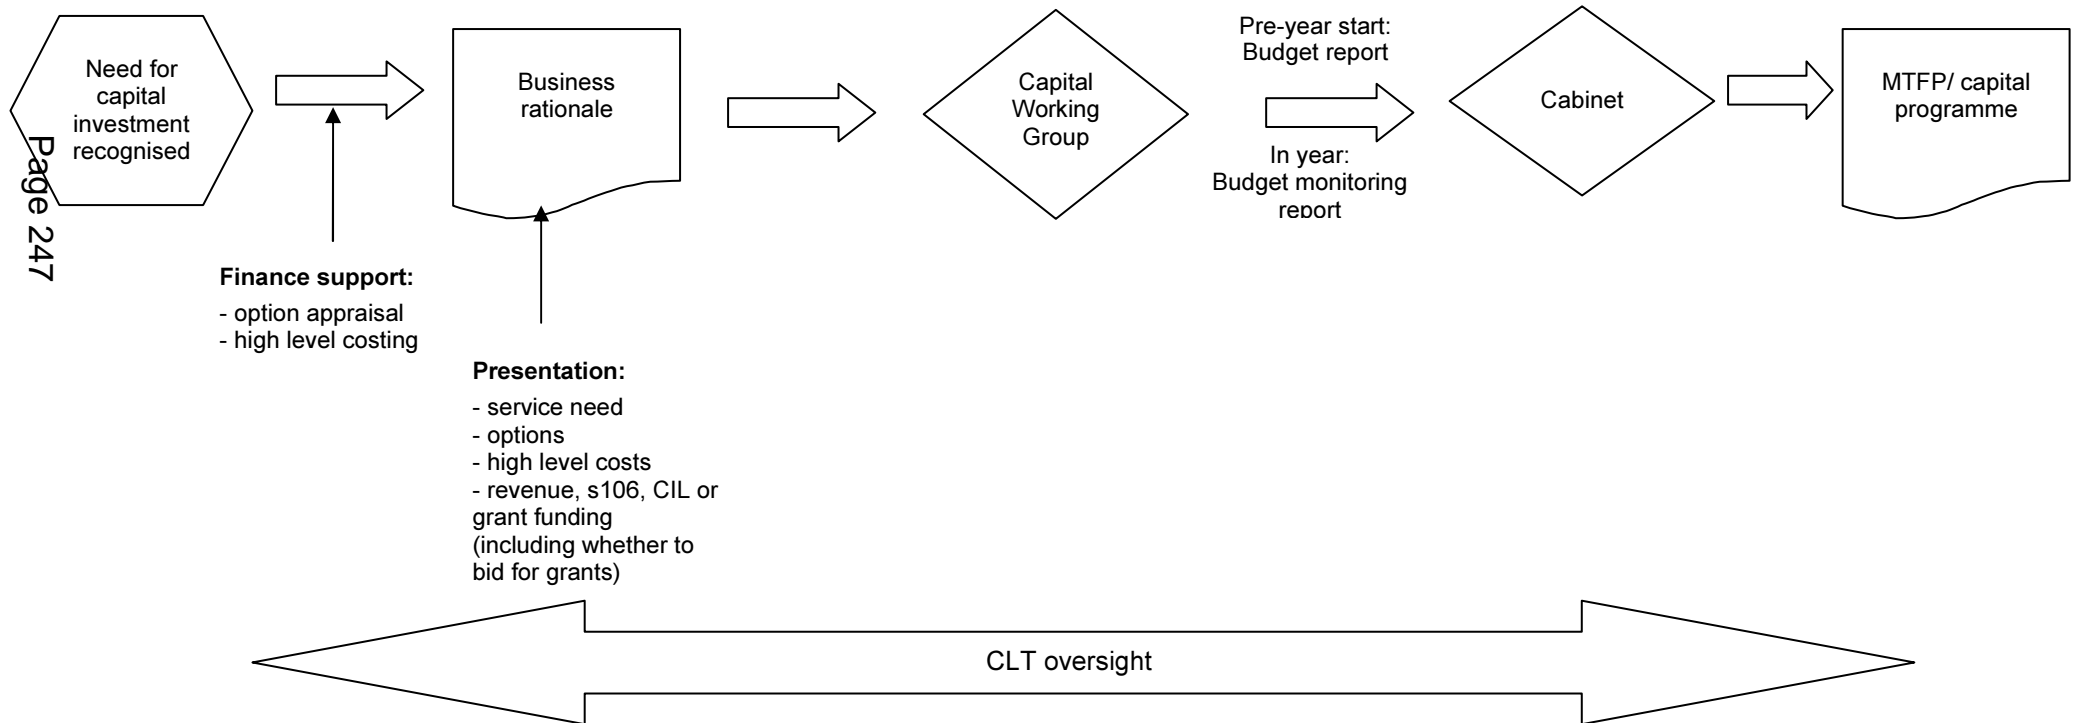 Need for
capital
investment
recognised
Page 247
Finance support:
- option appraisal
- high level costing
Business
rationale
Presentation:
- service need
- options
- high level costs
- revenue, s106, CIL or
grant funding
(including whether to
bid for grants)
Capital
Working
Group
Pre-year start:
Budget report
In year:
Budget monitoring
report
Cabinet
MTFP/ capital
programme
CLT oversight